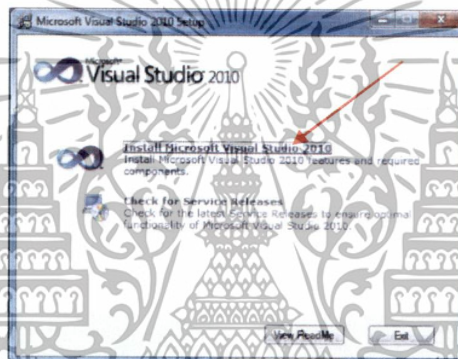 Microsoft Visual Studio 2010 Setup
Microsoft
Visual Studio 2010
Install Microsoft Visual Studio 2010
Install Microsoft Visual Studio 2010 features and required
components.
Check for Service Releases
Check for the latest Service Releases to ensure optimal
functionality of Microsoft Visual Studio 2010.
View ReadMe
Exit